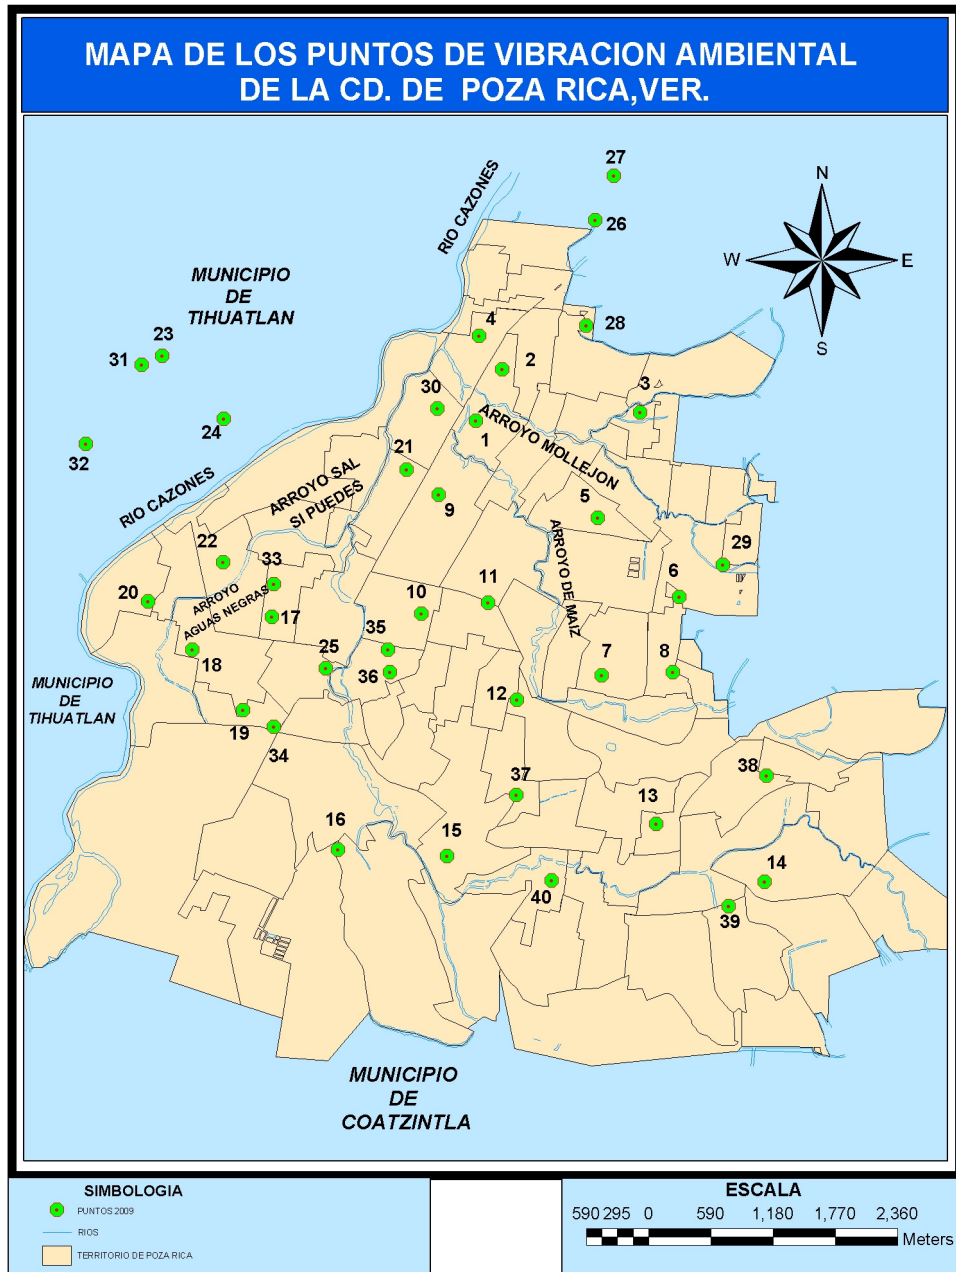 MAPA DE LOS PUNTOS DE VIBRACION AMBIENTAL
DE LA CD. DE POZA RICA,VER.
27
26
RIO CAZONES
N
W
E
S
MUNICIPIO
DE
TIHUATLAN
23
31
4
28
2
30
3
24
32
1
ARROYO MOLLEJON
21
ARROYO SAL
SI PUEDES
RIO CAZONES
9
5
ARROYO DE MAIZ
22
33
29
20
ARROYO
AGUAS NEGRAS
17
10
11
6
18
25
35
36
7
8
MUNICIPIO
DE
TIHUATLAN
12
19
34
37
38
13
16
15
14
40
39
MUNICIPIO
DE
COATZINTLA
SIMBOLOGIA
PUNTOS 2009
RIOS
TERRITORIO DE POZA RICA
ESCALA
590 295 0 590 1,180 1,770 2,360
Meters